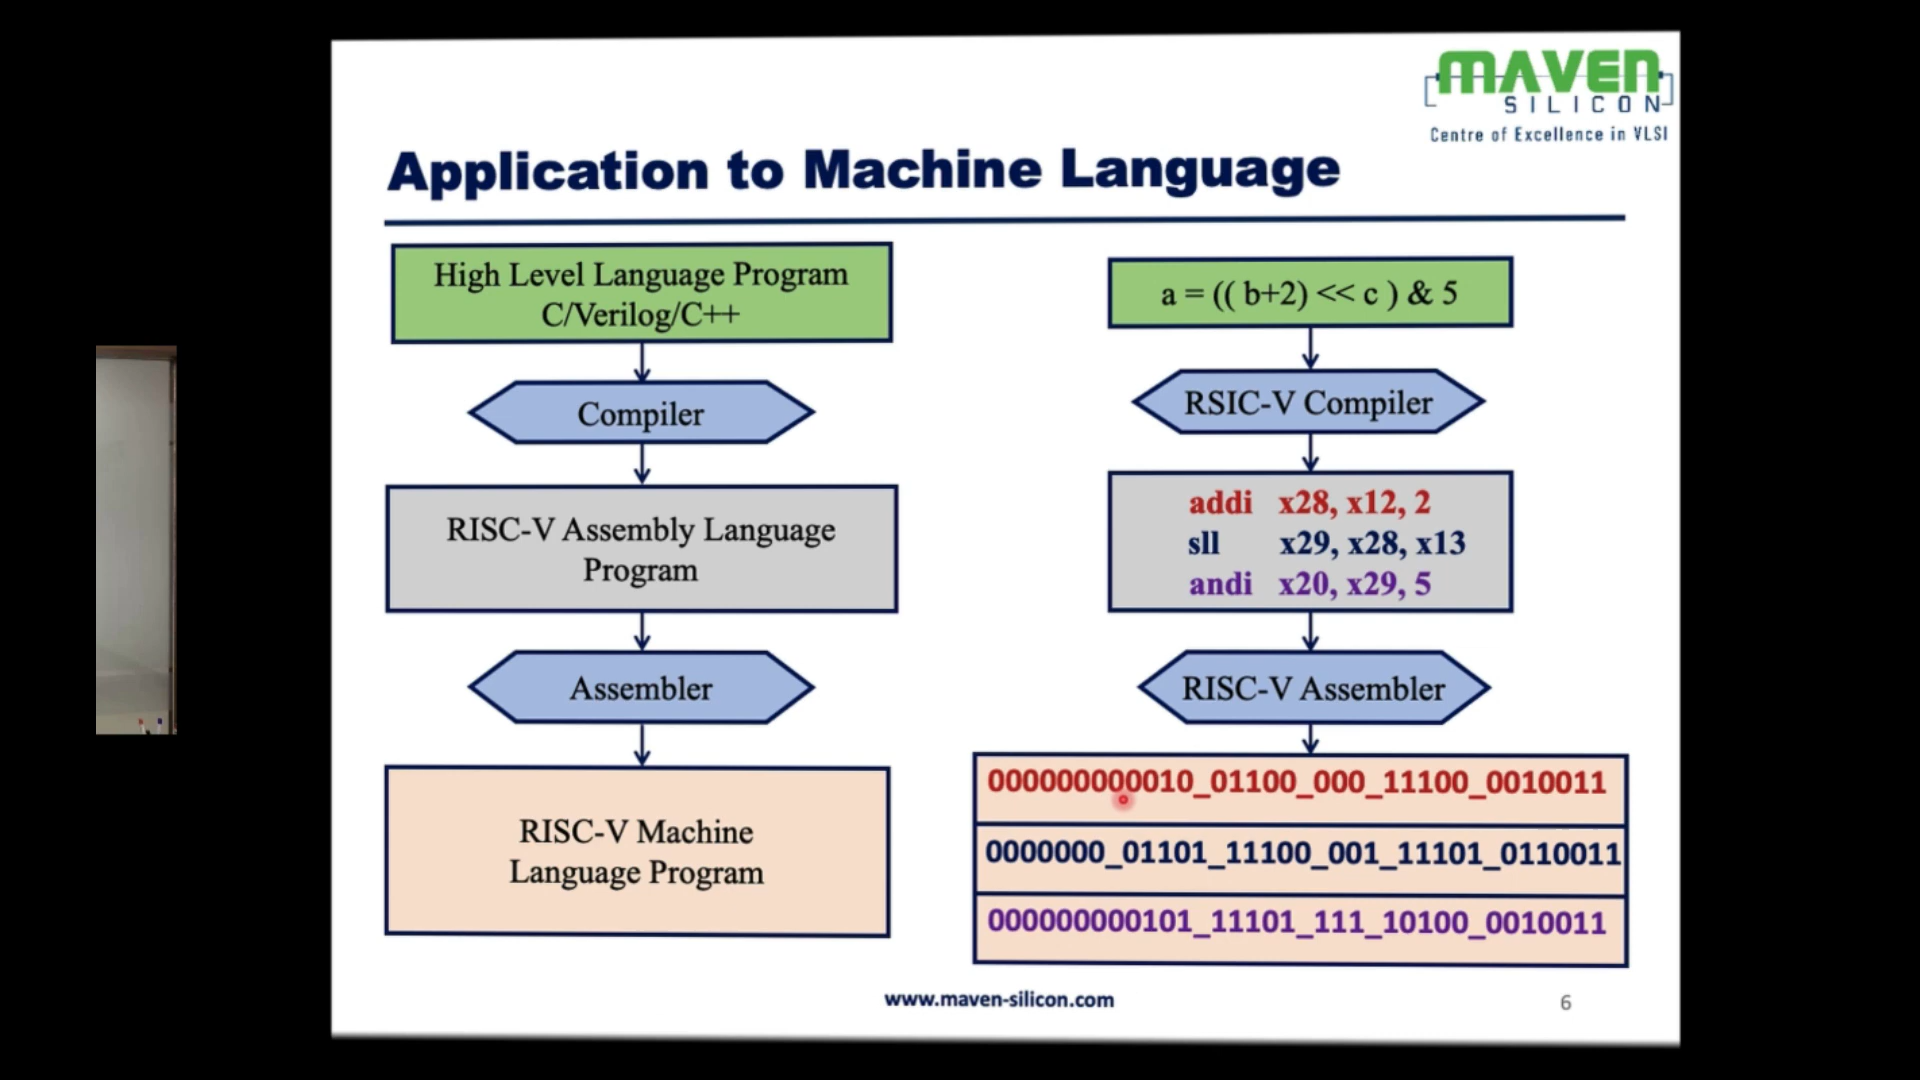 MAVEN
SILICON
Centre of Excellence in VLSI
Application to Machine Language
High Level Language Program
C/Verilog/C++
Compiler
RISC-V Assembly Language
Program
Assembler
RISC-V Machine
Language Program
a = (( b+2) << c ) & 5
RSIC-V Compiler
addi x28, x12, 2
sll x29, x28, x13
andi x20, x29, 5
RISC-V Assembler
000000000010_01100_000_11100_0010011
0000000_01101_11100_001_11101_0110011
000000000101_11101_111_10100_0010011
www.maven-silicon.com
6